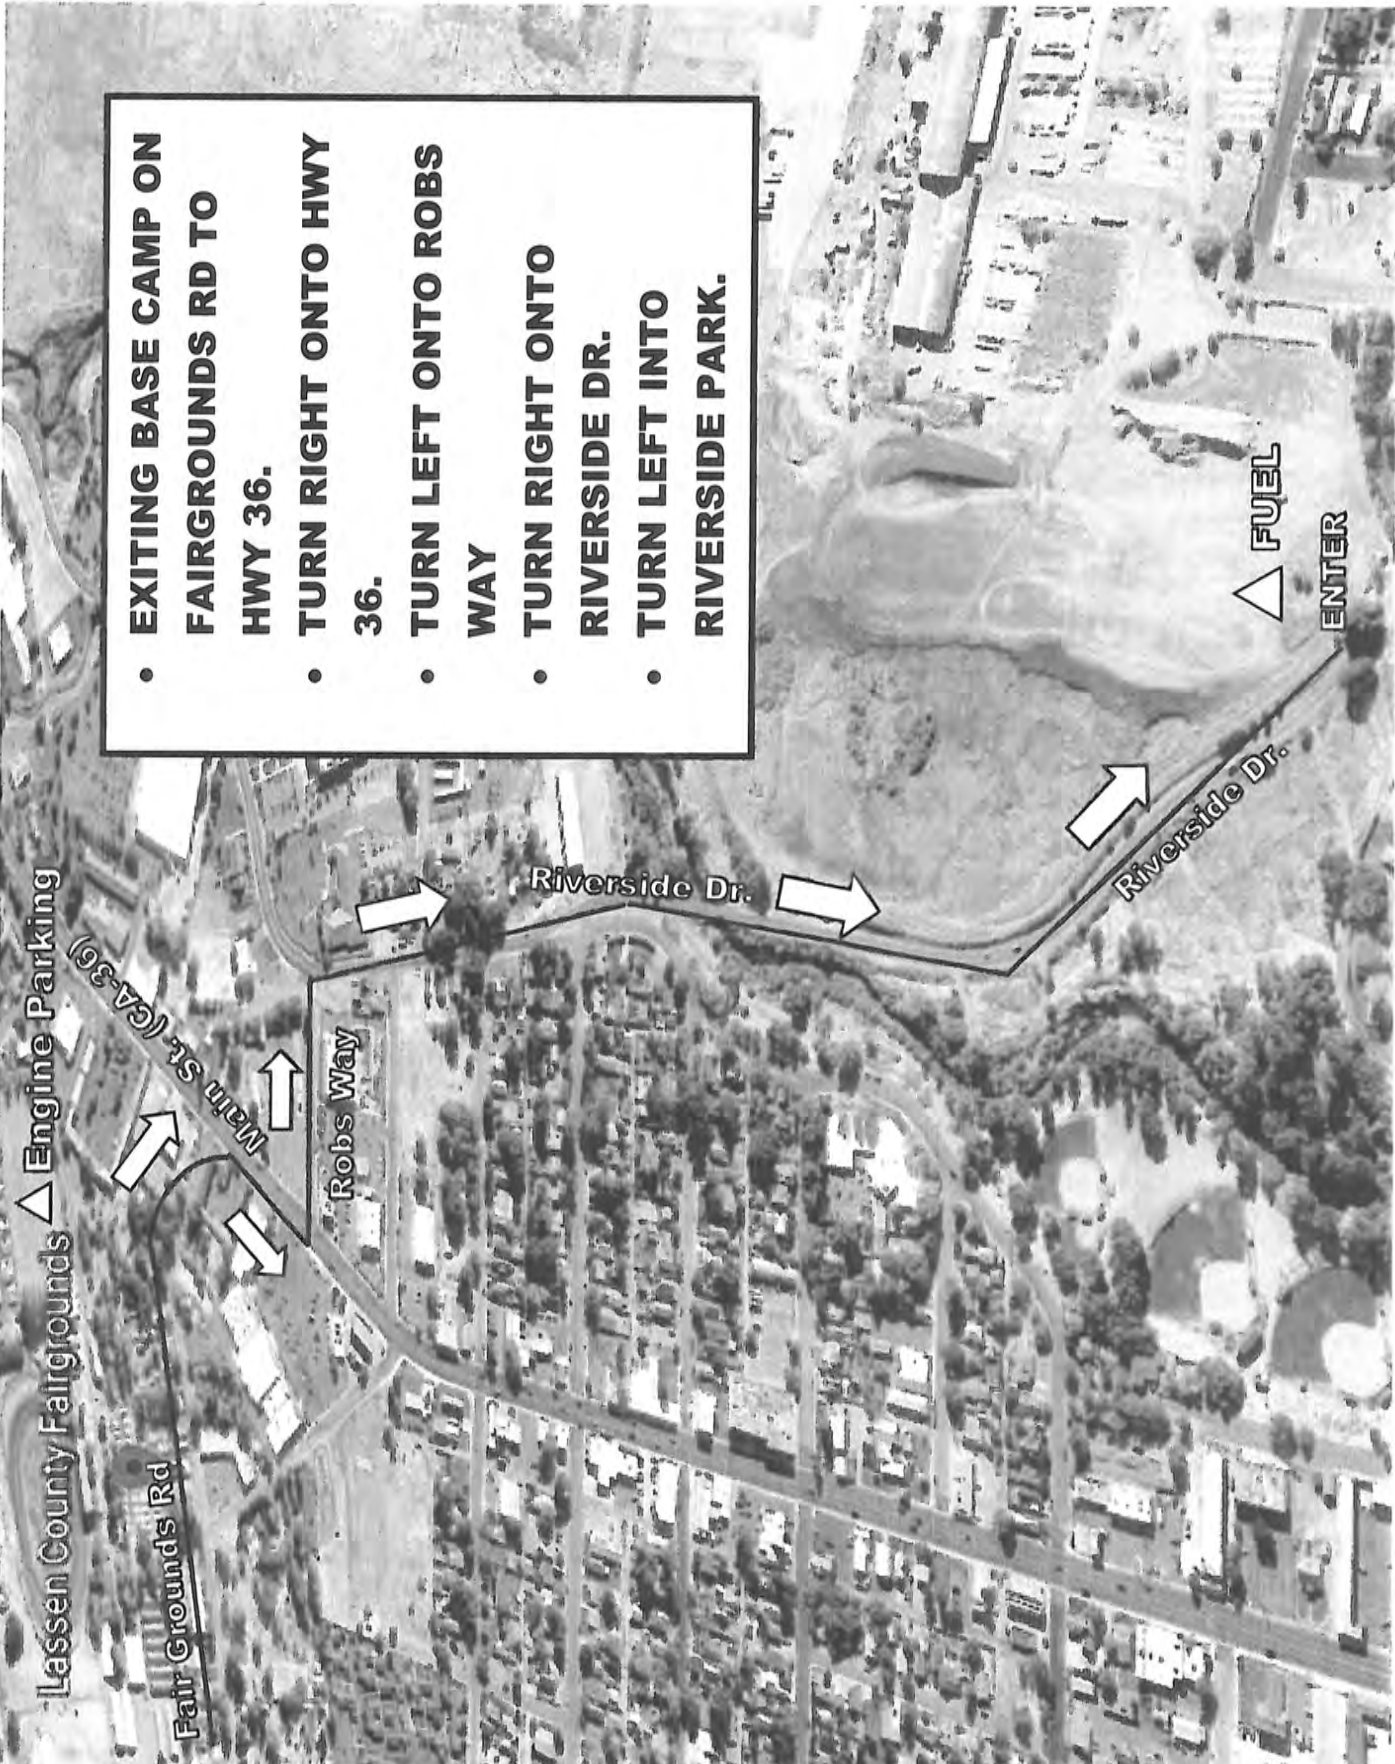 Lassen County Fairgrounds
Engine Parking
Fair Grounds Rd
Main St. (CA-36)
Robs Way
Riverside Dr.
Riverside Dr.
FUEL
ENTER
• EXITING BASE CAMP ON
FAIRGROUNDS RD TO
HWY 36.
• TURN RIGHT ONTO HWY
36.
• TURN LEFT ONTO ROBS
WAY
• TURN RIGHT ONTO
RIVERSIDE DR.
• TURN LEFT INTO
RIVERSIDE PARK.